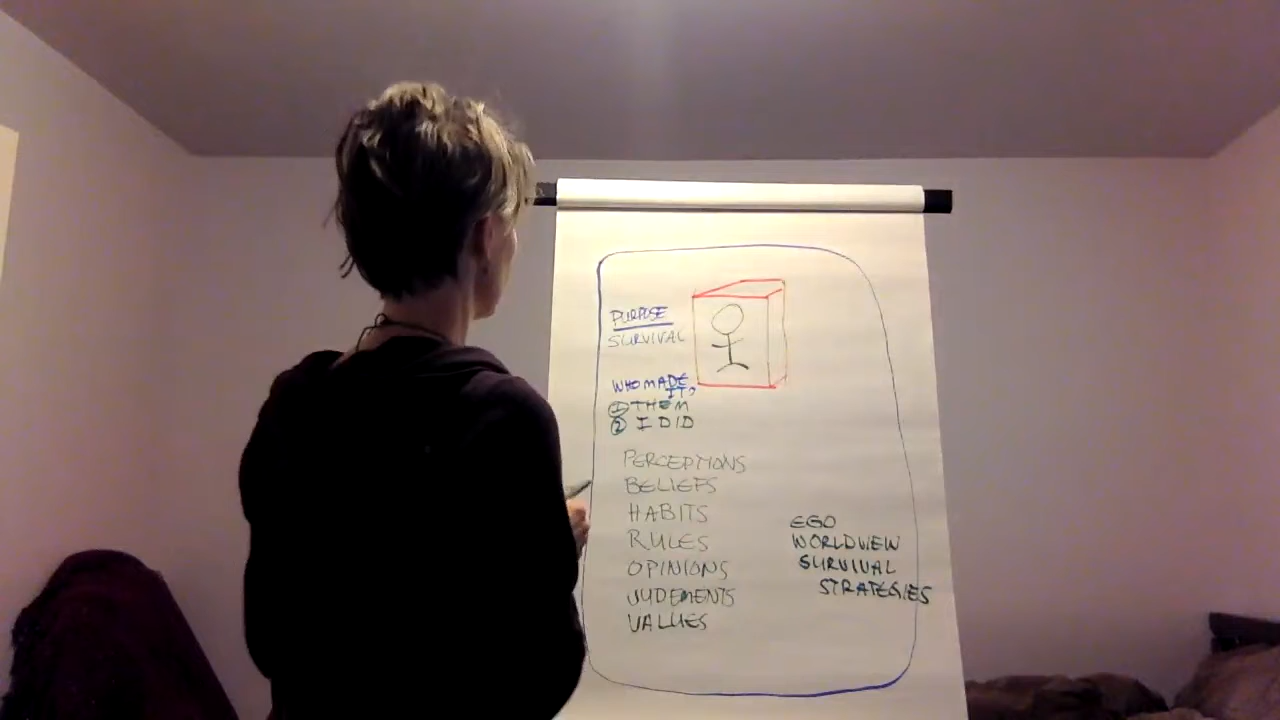 PURPOSE
SURVIVAL
WHO MADE
IT?
① THEM
② I DID
PERCEPTIONS
BELIEFS
HABITS
RULES
OPINIONS
JUDEMENTS
VALUES
EGO
WORLDVIEW
SURVIVAL
STRATEGIES